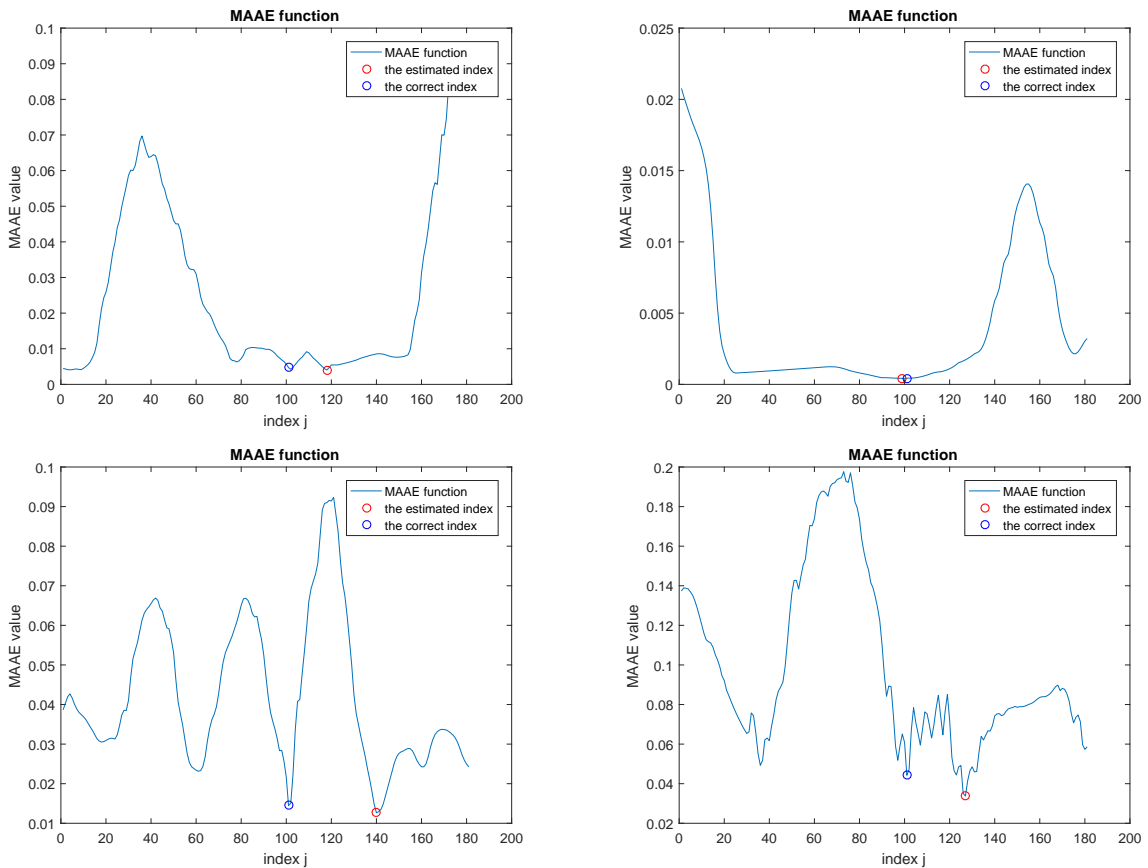 MAAE function
MAAE function
the estimated index
the correct index
0.1
0.09
0.08
0.07
0.06
0.05
0.04
0.03
0.02
0.01
0
MAAE value
0 20 40 60 80 100 120 140 160 180 200
index j
MAAE function
MAAE function
the estimated index
the correct index
0.025
0.02
0.015
0.01
0.005
0
MAAE value
0 20 40 60 80 100 120 140 160 180 200
index j
MAAE function
MAAE function
the estimated index
the correct index
0.1
0.09
0.08
0.07
0.06
0.05
0.04
0.03
0.02
0.01
MAAE value
0 20 40 60 80 100 120 140 160 180 200
index j
MAAE function
MAAE function
the estimated index
the correct index
0.2
0.18
0.16
0.14
0.12
0.1
0.08
0.06
0.04
0.02
MAAE value
0 20 40 60 80 100 120 140 160 180 200
index j